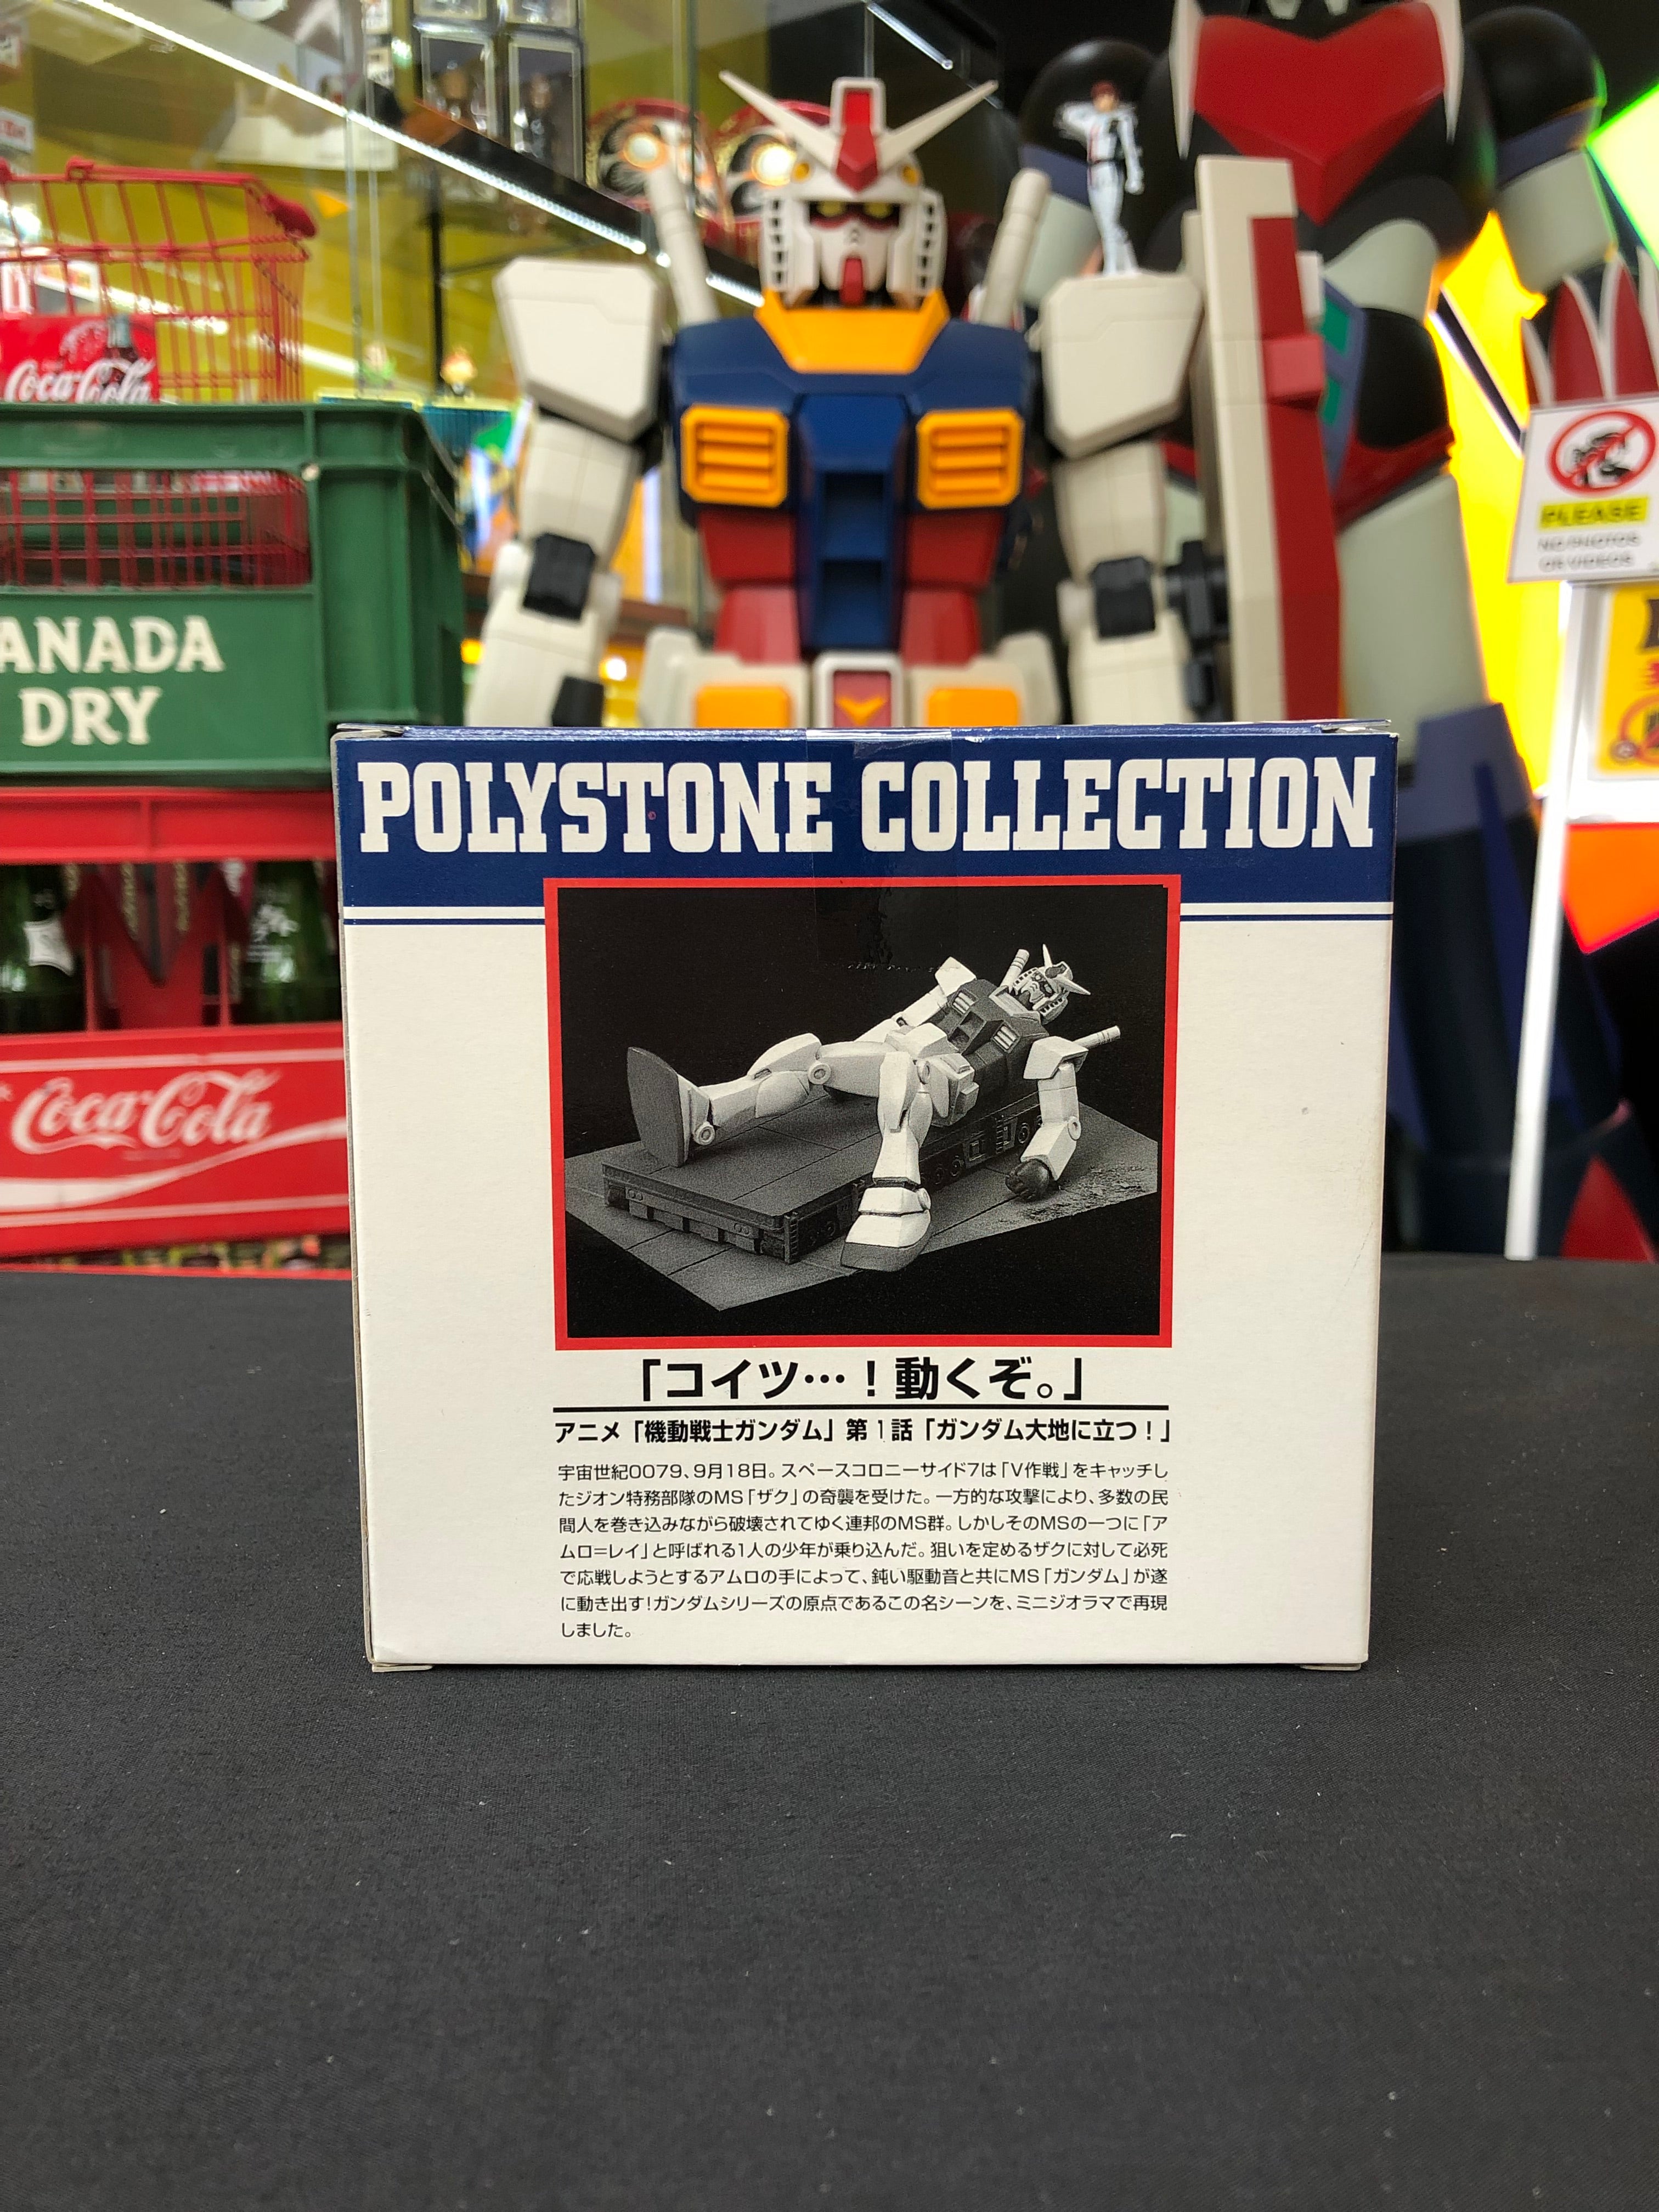 Coca-Cola
ANADA
DRY
PLEASE
NO PHOTOS
OR VIDEOS
Coca-Cola
POLYSTONE COLLECTION
「コイツ…！動くぞ。」
アニメ「機動戦士ガンダム」第1話「ガンダム大地に立つ！」
宇宙世紀0079、9月18日。スペースコロニーサイド7は「V作戦」をキャッチし
たジオン特務部隊のMS「ザク」の奇襲を受けた。一方的な攻撃により、多数の民
間人を巻き込みながら破壊されてゆく連邦のMS群。しかしそのMSの一つに「ア
ムロ=レイ」と呼ばれる1人の少年が乗り込んだ。狙いを定めるザクに対して必死
で応戦しようとするアムロの手によって、鈍い駆動音と共にMS「ガンダム」が遂
に動き出す！ガンダムシリーズの原点であるこの名シーンを、ミニジオラマで再現
しました。